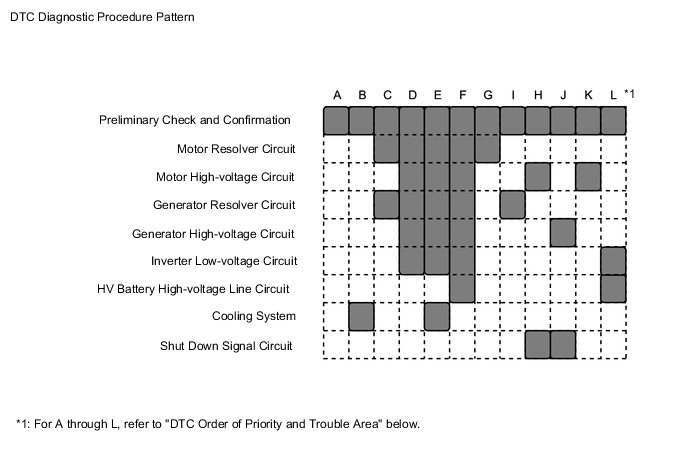 DTC Diagnostic Procedure Pattern
A B C D E F G I H J K L *1
Preliminary Check and Confirmation
Motor Resolver Circuit
Motor High-voltage Circuit
Generator Resolver Circuit
Generator High-voltage Circuit
Inverter Low-voltage Circuit
HV Battery High-voltage Line Circuit
Cooling System
Shut Down Signal Circuit
*1: For A through L, refer to "DTC Order of Priority and Trouble Area" below.